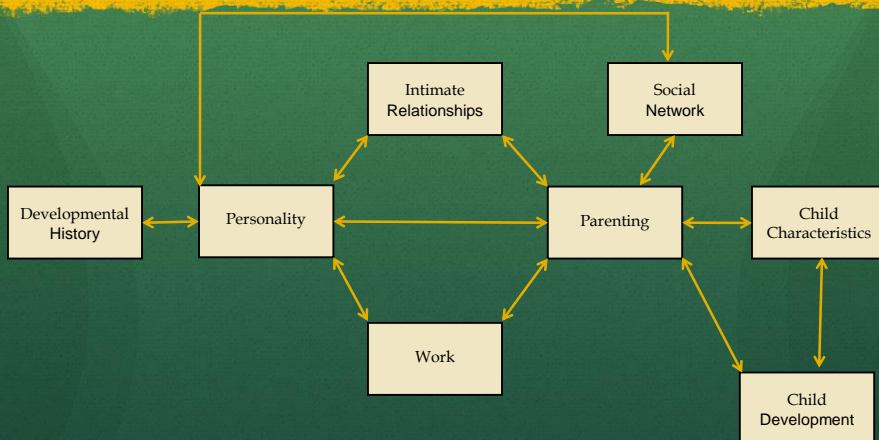 Intimate
Relationships
Social
Network
Developmental
History
Personality
Parenting
Child
Characteristics
Work
Child
Development